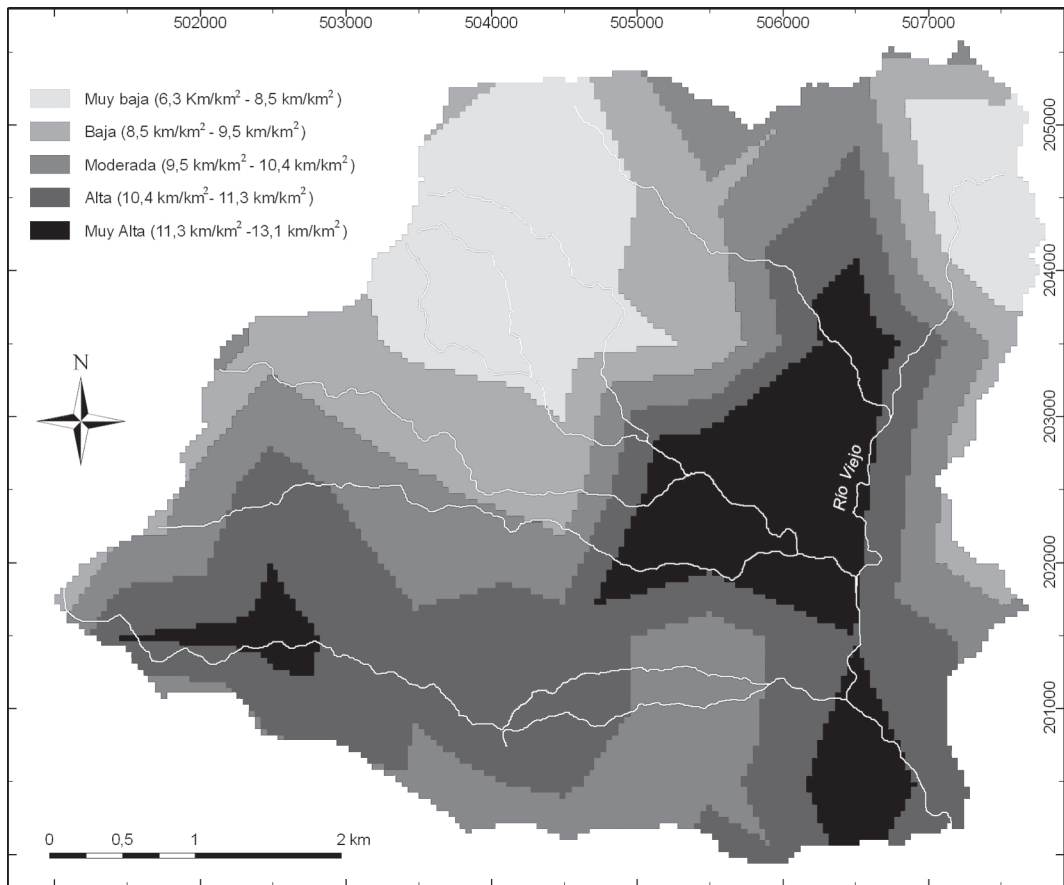 502000 503000 504000 505000 506000 507000
Muy baja (6,3 Km/km² - 8,5 km/km²)
Baja (8,5 km/km² - 9,5 km/km²)
Moderada (9,5 km/km² - 10,4 km/km²)
Alta (10,4 km/km²- 11,3 km/km²)
Muy Alta (11,3 km/km² -13,1 km/km²)
205000
204000
N
203000
Río Viejo
202000
201000
0 0,5 1 2 km